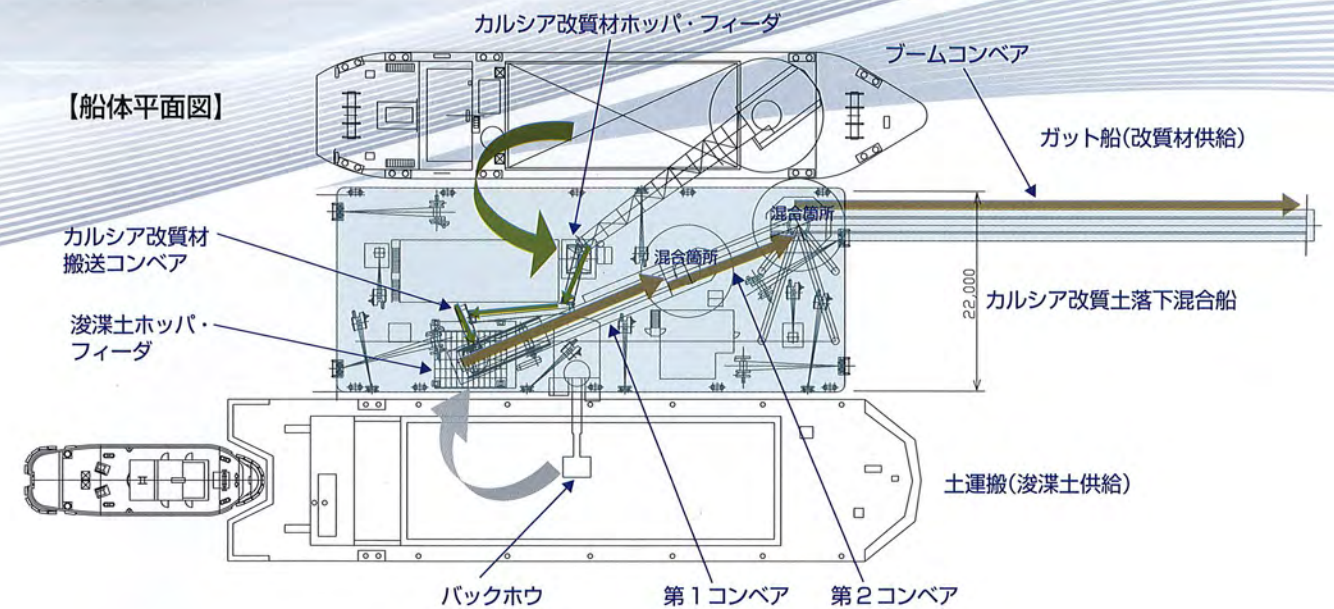 カルシア改質材ホッパ・フィーダ
ブームコンベア
【船体平面図】
ガット船(改質材供給)
カルシア改質材
搬送コンベア
混合箇所
混合箇所
浚渫土ホッパ・
フィーダ
22,000
カルシア改質土落下混合船
土運搬(浚渫土供給)
バックホウ
第1コンベア
第2コンベア